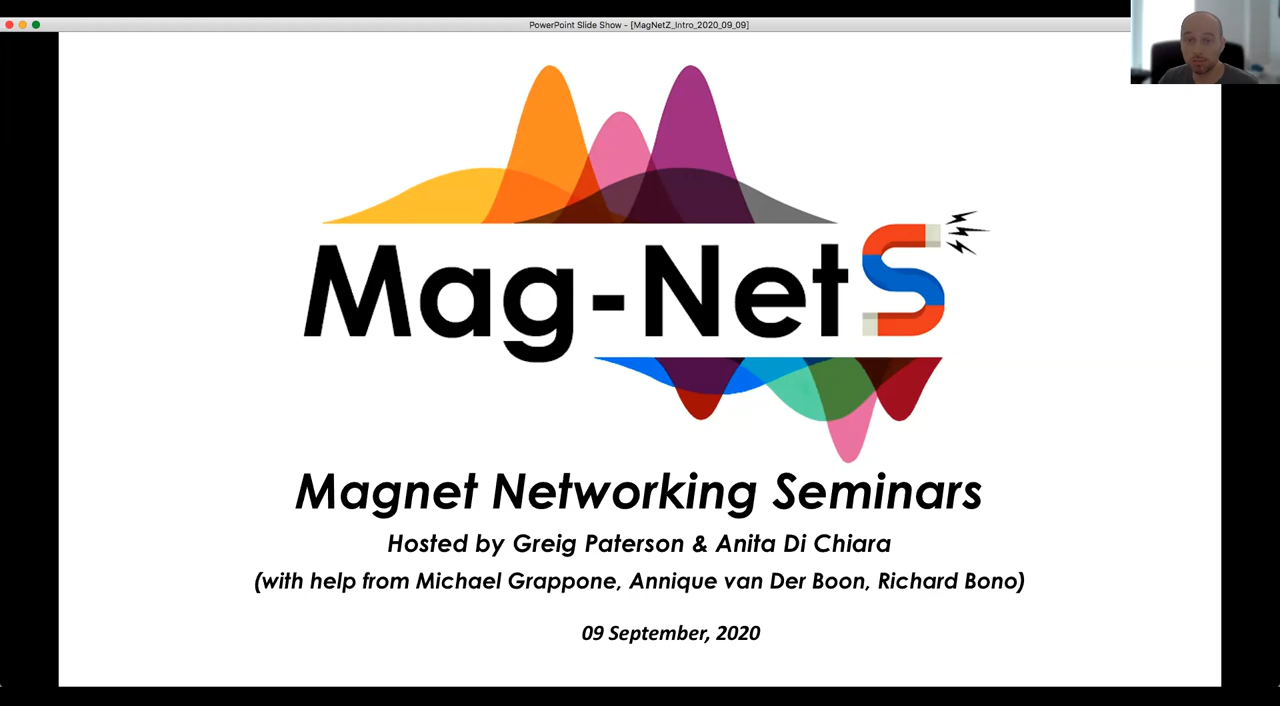 PowerPoint Slide Show - [MagNetZ_Intro_2020_09_09]
Mag-NetS
Magnet Networking Seminars
Hosted by Greig Paterson & Anita Di Chiara
(with help from Michael Grappone, Annique van Der Boon, Richard Bono)
09 September, 2020